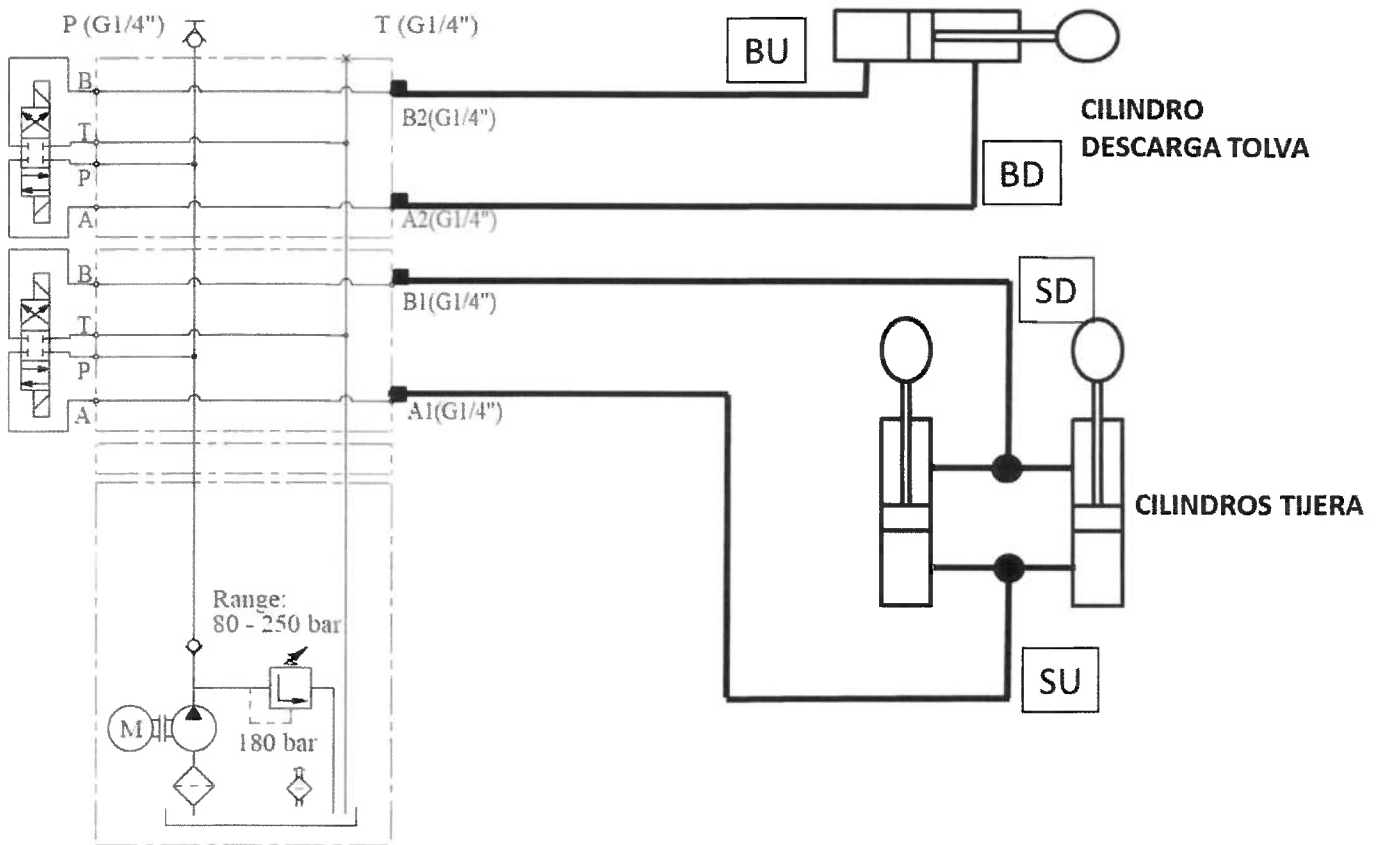 P (G1/4")
T (G1/4")
BU
B
B2(G1/4")
T
P
A
A2(G1/4")
CILINDRO
DESCARGA TOLVA
BD
B
B1(G1/4")
T
P
A
A1(G1/4")
SD
CILINDROS TIJERA
SU
Range:
80 - 250 bar
M
180 bar